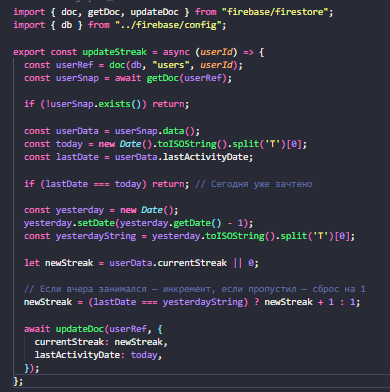 import { doc, getDoc, updateDoc } from "firebase/firestore";
import { db } from "../firebase/config";

export const updateStreak = async (userId) => {
  const userRef = doc(db, "users", userId);
  const userSnap = await getDoc(userRef);

  if (!userSnap.exists()) return;

  const userData = userSnap.data();
  const today = new Date().toISOString().split('T')[0];
  const lastDate = userData.lastActivityDate;

  if (lastDate === today) return; // Сегодня уже зачтено

  const yesterday = new Date();
  yesterday.setDate(yesterday.getDate() - 1);
  const yesterdayString = yesterday.toISOString().split('T')[0];

  let newStreak = userData.currentStreak || 0;

  // Если вчера занимался — инкремент, если пропустил — сброс на 1
  newStreak = (lastDate === yesterdayString) ? newStreak + 1 : 1;

  await updateDoc(userRef, {
    currentStreak: newStreak,
    lastActivityDate: today,
  });
};